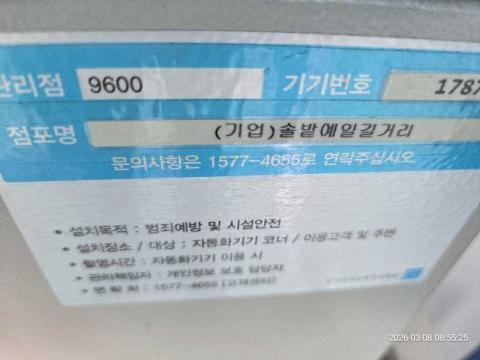 관리점 9600 기기번호 1787
점포명 (기업)솔밭예일길거리
문의사항은 1577-4655로 연락주십시오
• 설치목적 : 범죄예방 및 시설안전
• 설치장소 / 대상 : 자동화기기 코너 / 이용고객 및 주변
• 촬영시간 : 자동화기기 이용 시
• 관리책임자 : 개인정보 보호 담당자
• 연 락 처 : 1577-4655 [고객센터]
2026-03-08 08:55:25